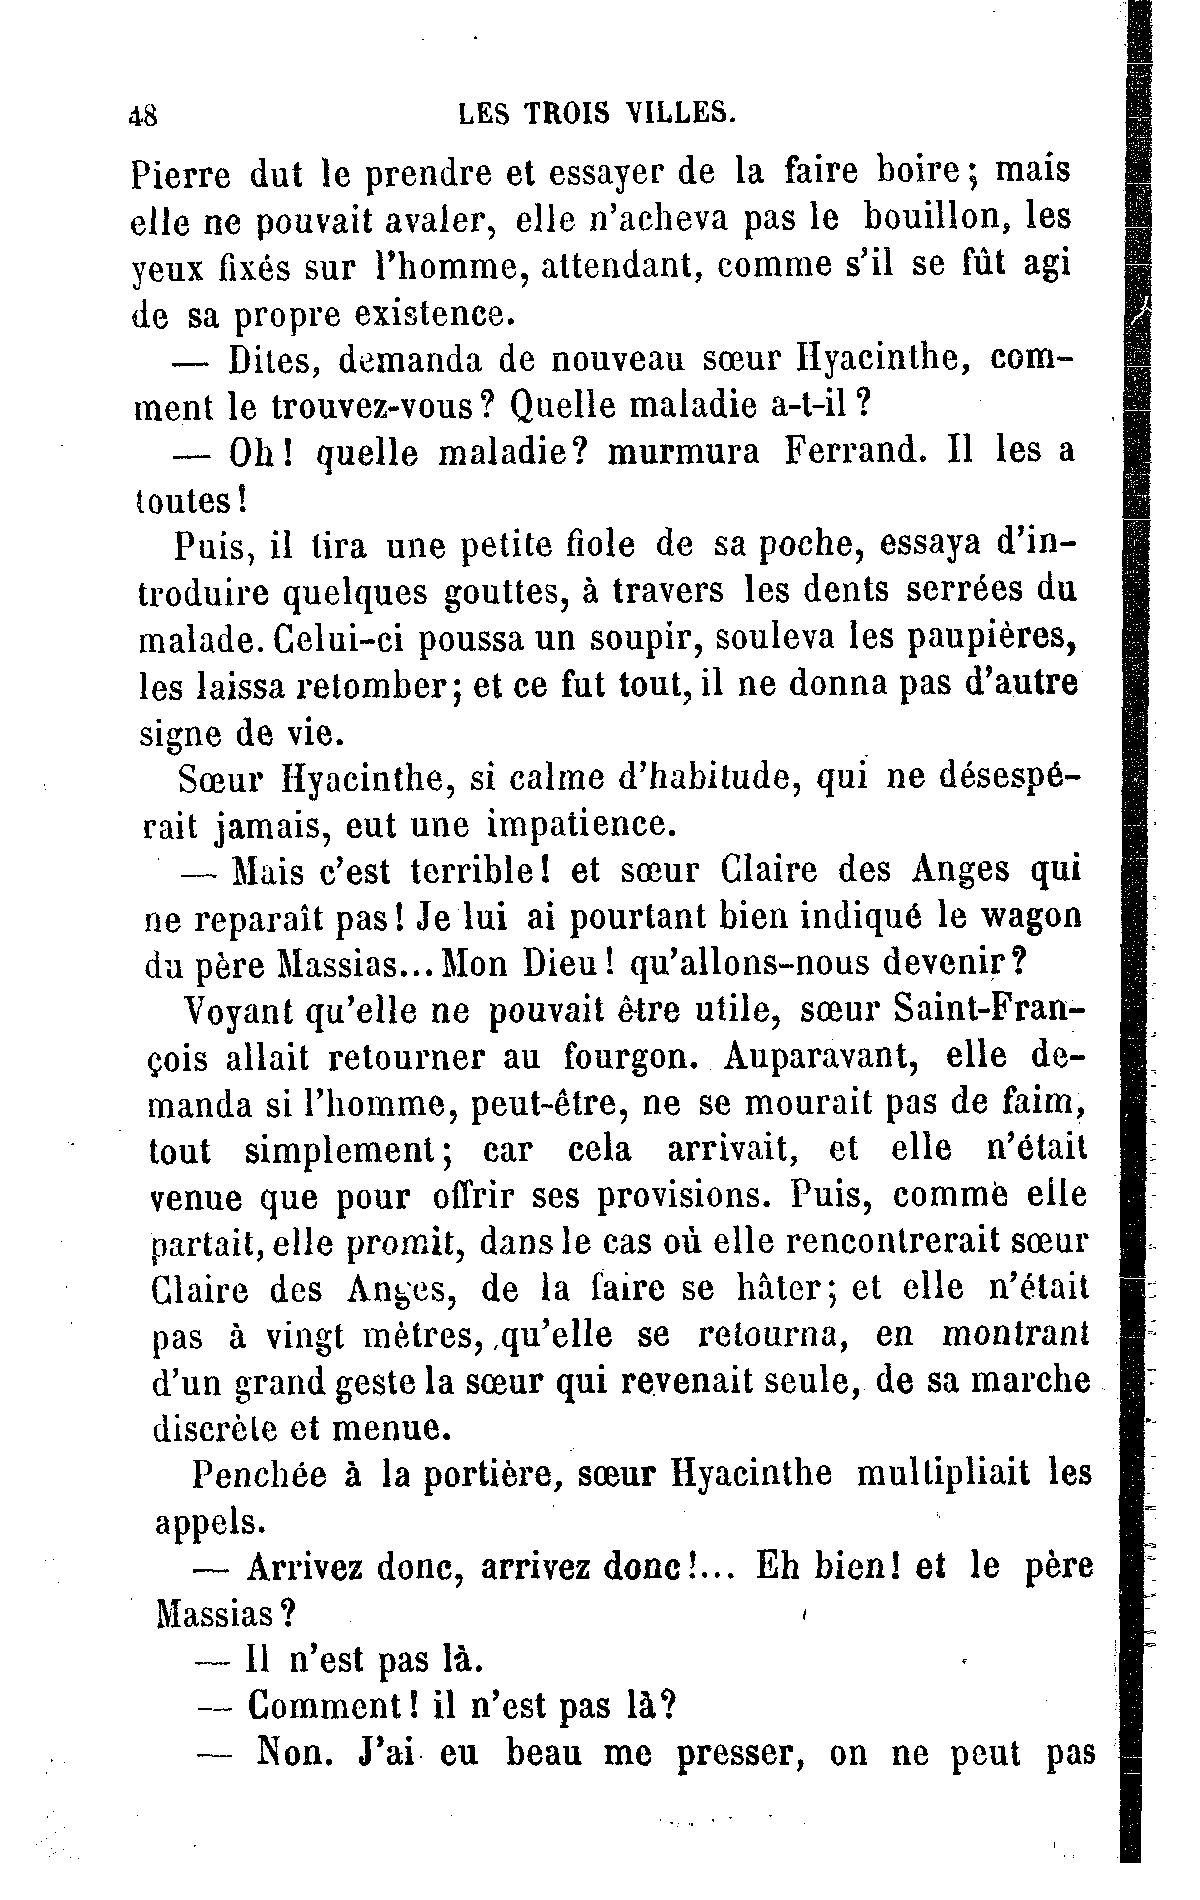 48 LES TROIS VILLES.
Pierre dut le prendre et essayer de la faire boire; mais
elle ne pouvait avaler, elle n'acheva pas le bouillon, les
yeux fixés sur l'homme, attendant, comme s'il se fût agi
de sa propre existence.
— Dites, demanda de nouveau sœur Hyacinthe, com-
ment le trouvez-vous? Quelle maladie a-t-il?
— Oh! quelle maladie? murmura Ferrand. Il les a
toutes!
Puis, il tira une petite fiole de sa poche, essaya d'in-
troduire quelques gouttes, à travers les dents serrées du
malade. Celui-ci poussa un soupir, souleva les paupières,
les laissa retomber; et ce fut tout, il ne donna pas d'autre
signe de vie.
Sœur Hyacinthe, si calme d'habitude, qui ne désespé-
rait jamais, eut une impatience.
— Mais c'est terrible! et sœur Claire des Anges qui
ne reparaît pas! Je lui ai pourtant bien indiqué le wagon
du père Massias... Mon Dieu! qu'allons-nous devenir?
Voyant qu'elle ne pouvait être utile, sœur Saint-Fran-
çois allait retourner au fourgon. Auparavant, elle de-
manda si l'homme, peut-être, ne se mourait pas de faim,
tout simplement; car cela arrivait, et elle n'était
venue que pour offrir ses provisions. Puis, comme elle
partait, elle promit, dans le cas où elle rencontrerait sœur
Claire des Anges, de la faire se hâter; et elle n'était
pas à vingt mètres, qu'elle se retourna, en montrant
d'un grand geste la sœur qui revenait seule, de sa marche
discrète et menue.
Penchée à la portière, sœur Hyacinthe multipliait les
appels.
— Arrivez donc, arrivez donc!... Eh bien! et le père
Massias?
— Il n'est pas là.
— Comment! il n'est pas là?
— Non. J'ai eu beau me presser, on ne peut pas